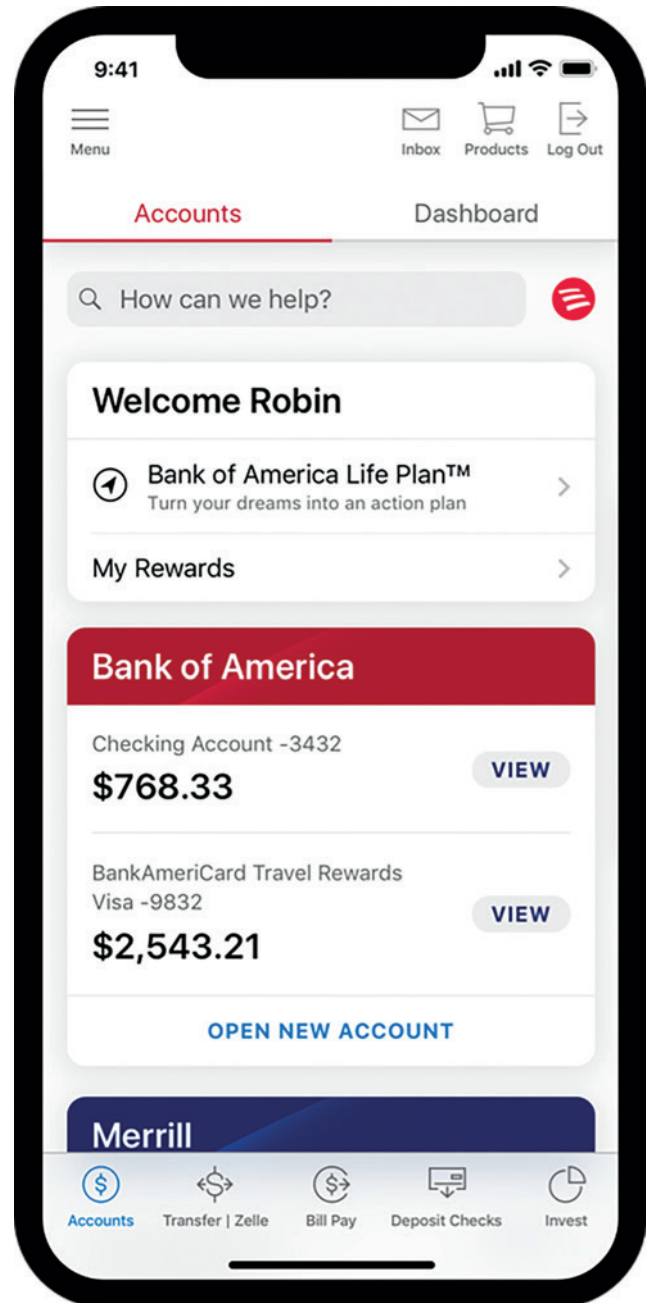 9:41
Menu
Inbox Products Log Out
Accounts Dashboard
How can we help?
Welcome Robin
Bank of America Life Plan™
Turn your dreams into an action plan
My Rewards
Bank of America
Checking Account -3432
$768.33
VIEW
BankAmeriCard Travel Rewards
Visa -9832
$2,543.21
VIEW
OPEN NEW ACCOUNT
Merrill
Accounts Transfer | Zelle Bill Pay Deposit Checks Invest